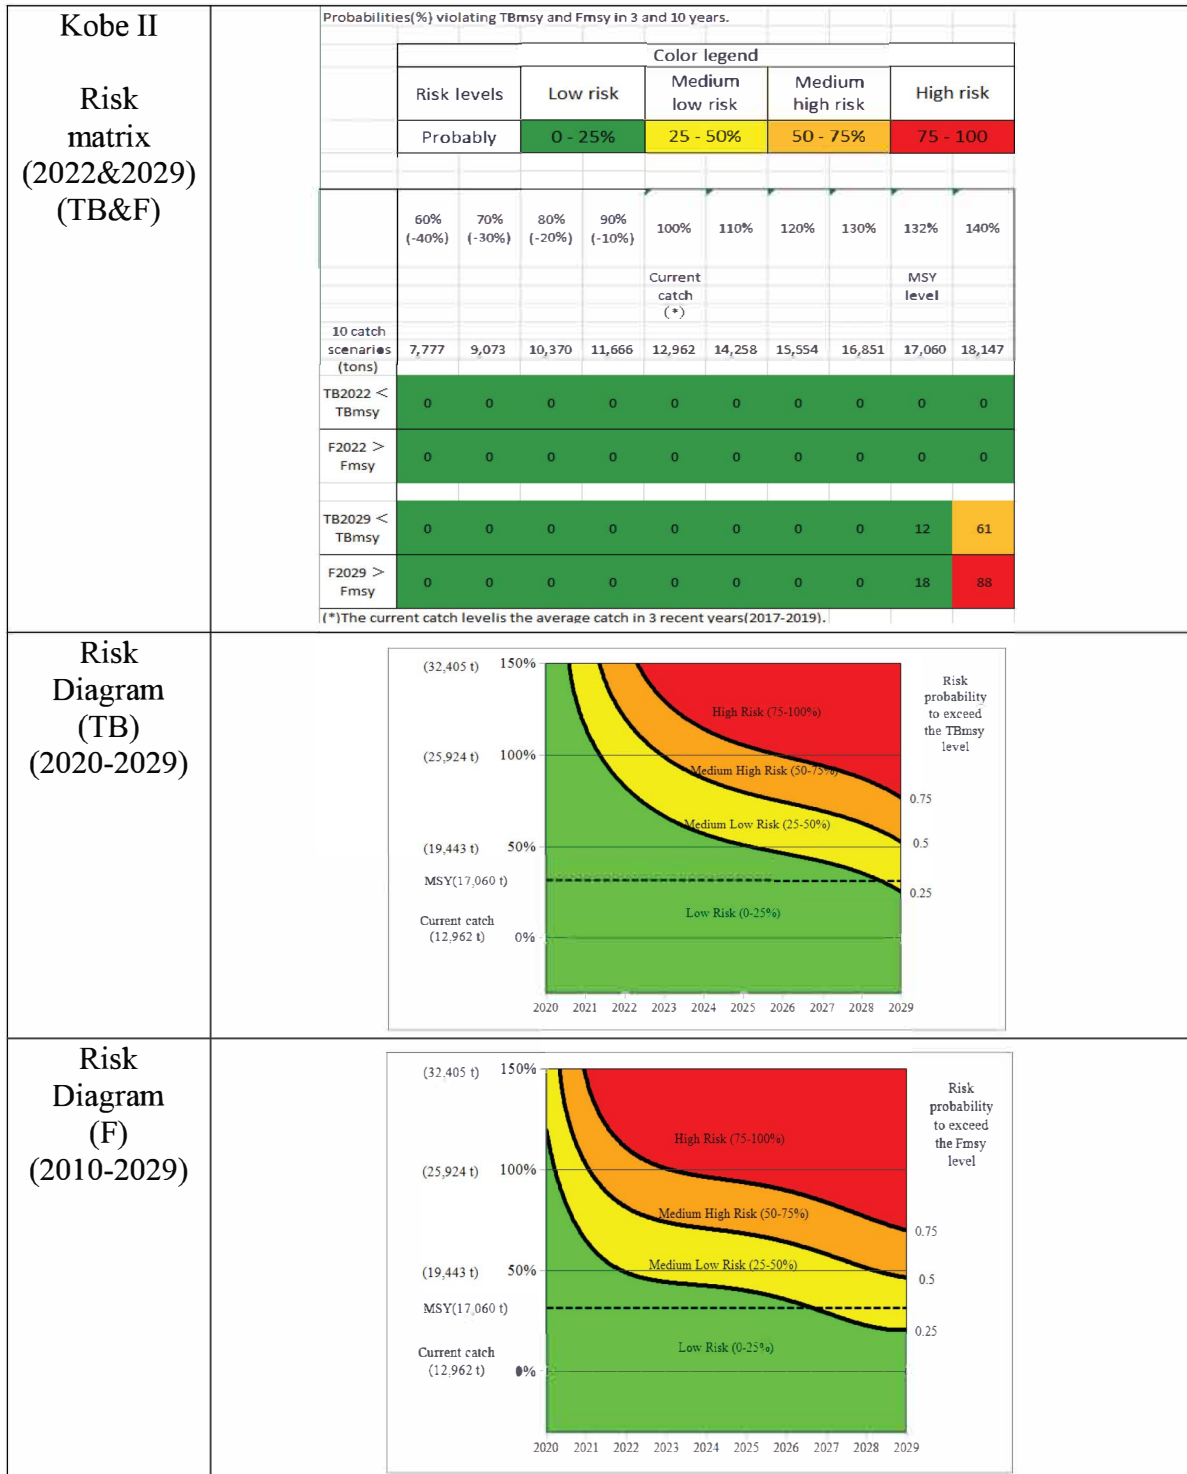 Kobe II
Risk
matrix
(2022&2029)
(TB&F)
Probabilities(%) violating TBmsy and Fmsy in 3 and 10 years.
Color legend
Risk levels Low risk Medium low risk Medium high risk High risk
Probably 0 - 25% 25 - 50% 50 - 75% 75 - 100
60% (-40%) 70% (-30%) 80% (-20%) 90% (-10%) 100% 110% 120% 130% 132% 140%
Current catch (*) MSY level
10 catch scenarios (tons) 7,777 9,073 10,370 11,666 12,962 14,258 15,554 16,851 17,060 18,147
TB2022 < TBmsy 0 0 0 0 0 0 0 0 0 0
F2022 > Fmsy 0 0 0 0 0 0 0 0 0 0
TB2029 < TBmsy 0 0 0 0 0 0 0 0 12 61
F2029 > Fmsy 0 0 0 0 0 0 0 0 18 88
(*)The current catch levelis the average catch in 3 recent years(2017-2019).
Risk
Diagram
(TB)
(2020-2029)
(32,405 t) 150%
(25,924 t) 100%
(19,443 t) 50%
MSY(17,060 t)
Current catch
(12,962 t) 0%
High Risk (75-100%)
Medium High Risk (50-75%)
Medium Low Risk (25-50%)
Low Risk (0-25%)
Risk
probability
to exceed
the TBmsy
level
0.75
0.5
0.25
2020 2021 2022 2023 2024 2025 2026 2027 2028 2029
Risk
Diagram
(F)
(2010-2029)
(32,405 t) 150%
(25,924 t) 100%
(19,443 t) 50%
MSY(17,060 t)
Current catch
(12,962 t) 0%
High Risk (75-100%)
Medium High Risk (50-75%)
Medium Low Risk (25-50%)
Low Risk (0-25%)
Risk
probability
to exceed
the Fmsy
level
0.75
0.5
0.25
2020 2021 2022 2023 2024 2025 2026 2027 2028 2029